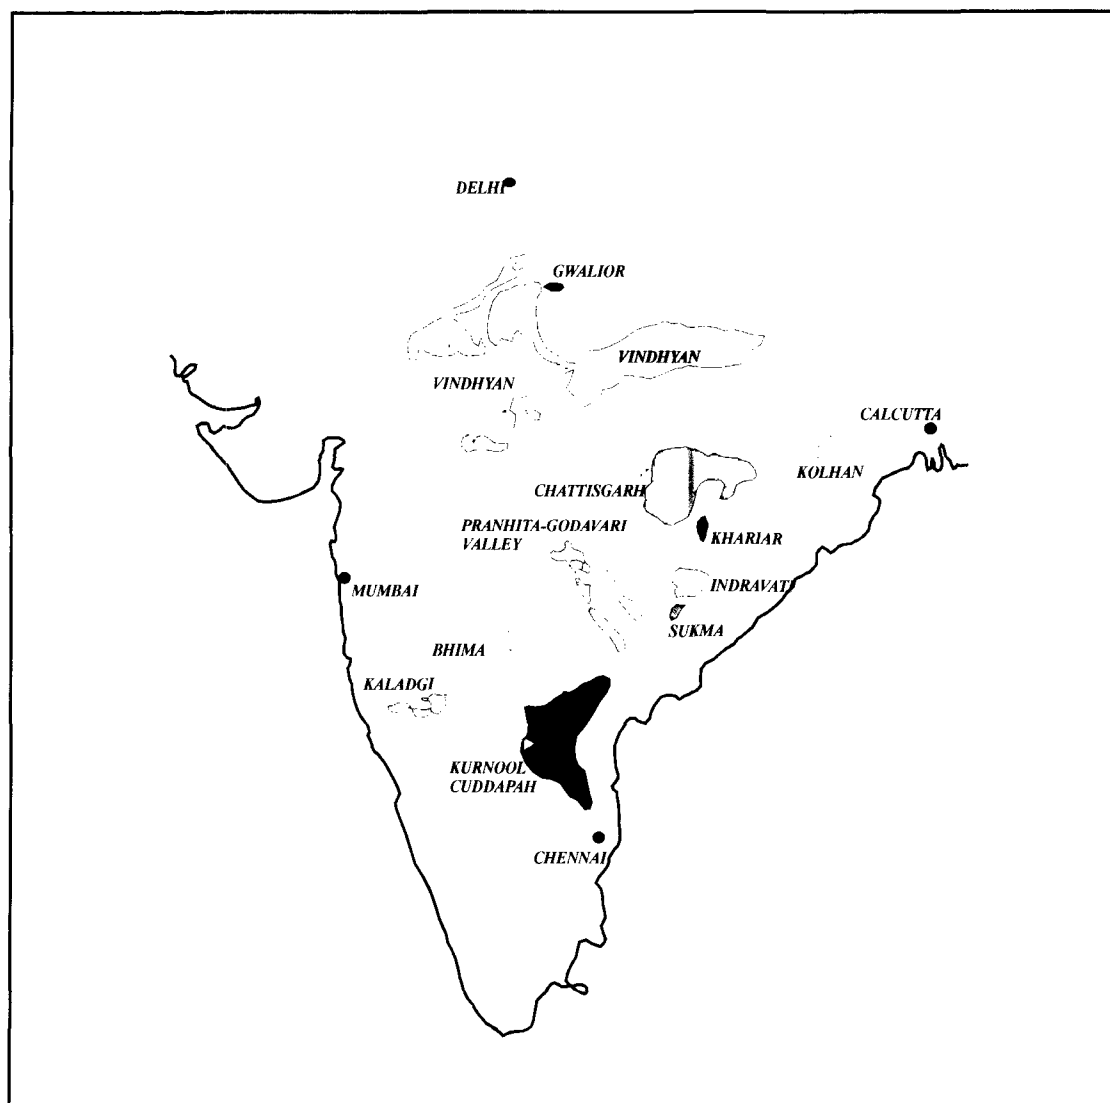 DELHI
GWALIOR
VINDHYAN
VINDHYAN
CALCUTTA
KOLHAN
CHATTISGARH
PRANHITA-GODAVARI
VALLEY
KHARIAR
MUMBAI
INDRAVATI
SUKMA
BHIMA
KALADGI
KURNOOL
CUDDAPAH
CHENNAI